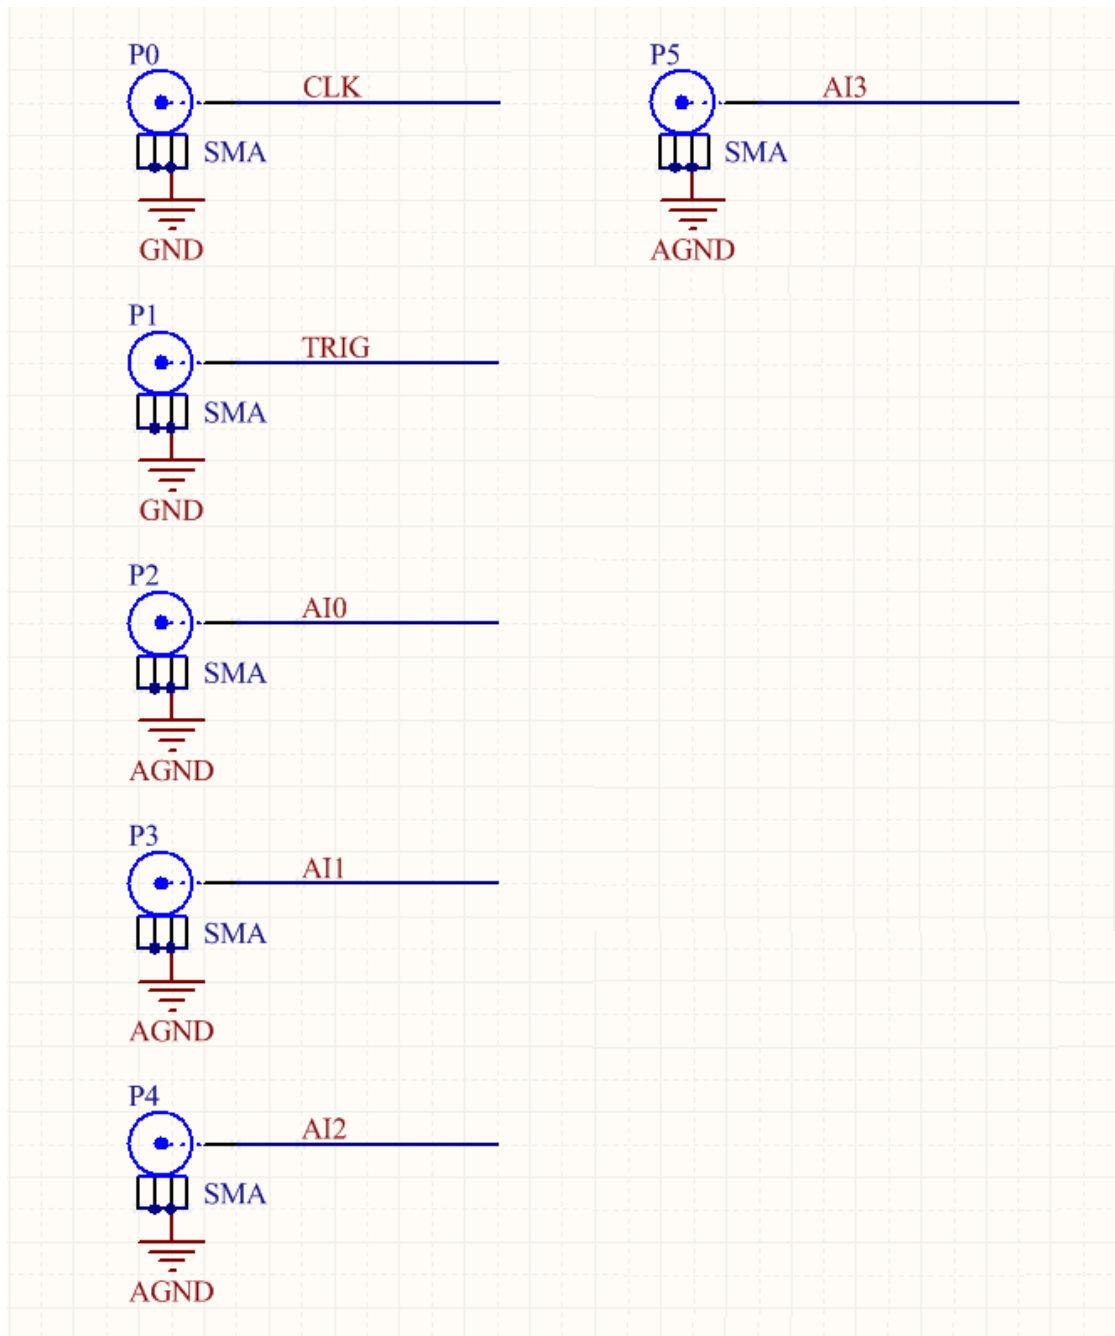 P0
CLK
SMA
GND
P5
AI3
SMA
AGND
P1
TRIG
SMA
GND
P2
AI0
SMA
AGND
P3
AI1
SMA
AGND
P4
AI2
SMA
AGND